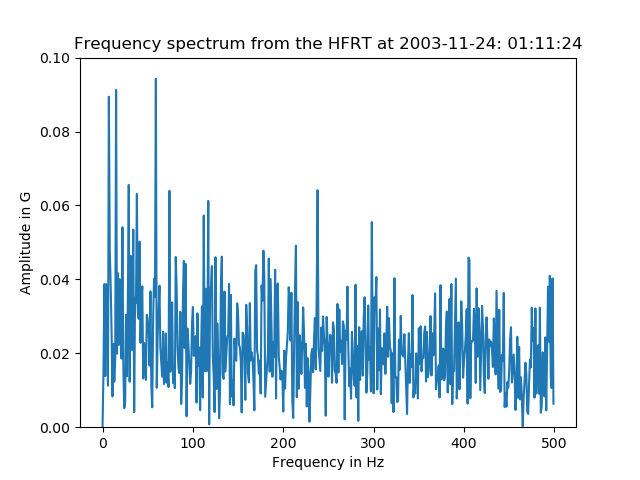 Frequency spectrum from the HFRT at 2003-11-24: 01:11:24
0.10
0.08
0.06
0.04
0.02
0.00
Amplitude in G
0 100 200 300 400 500
Frequency in Hz